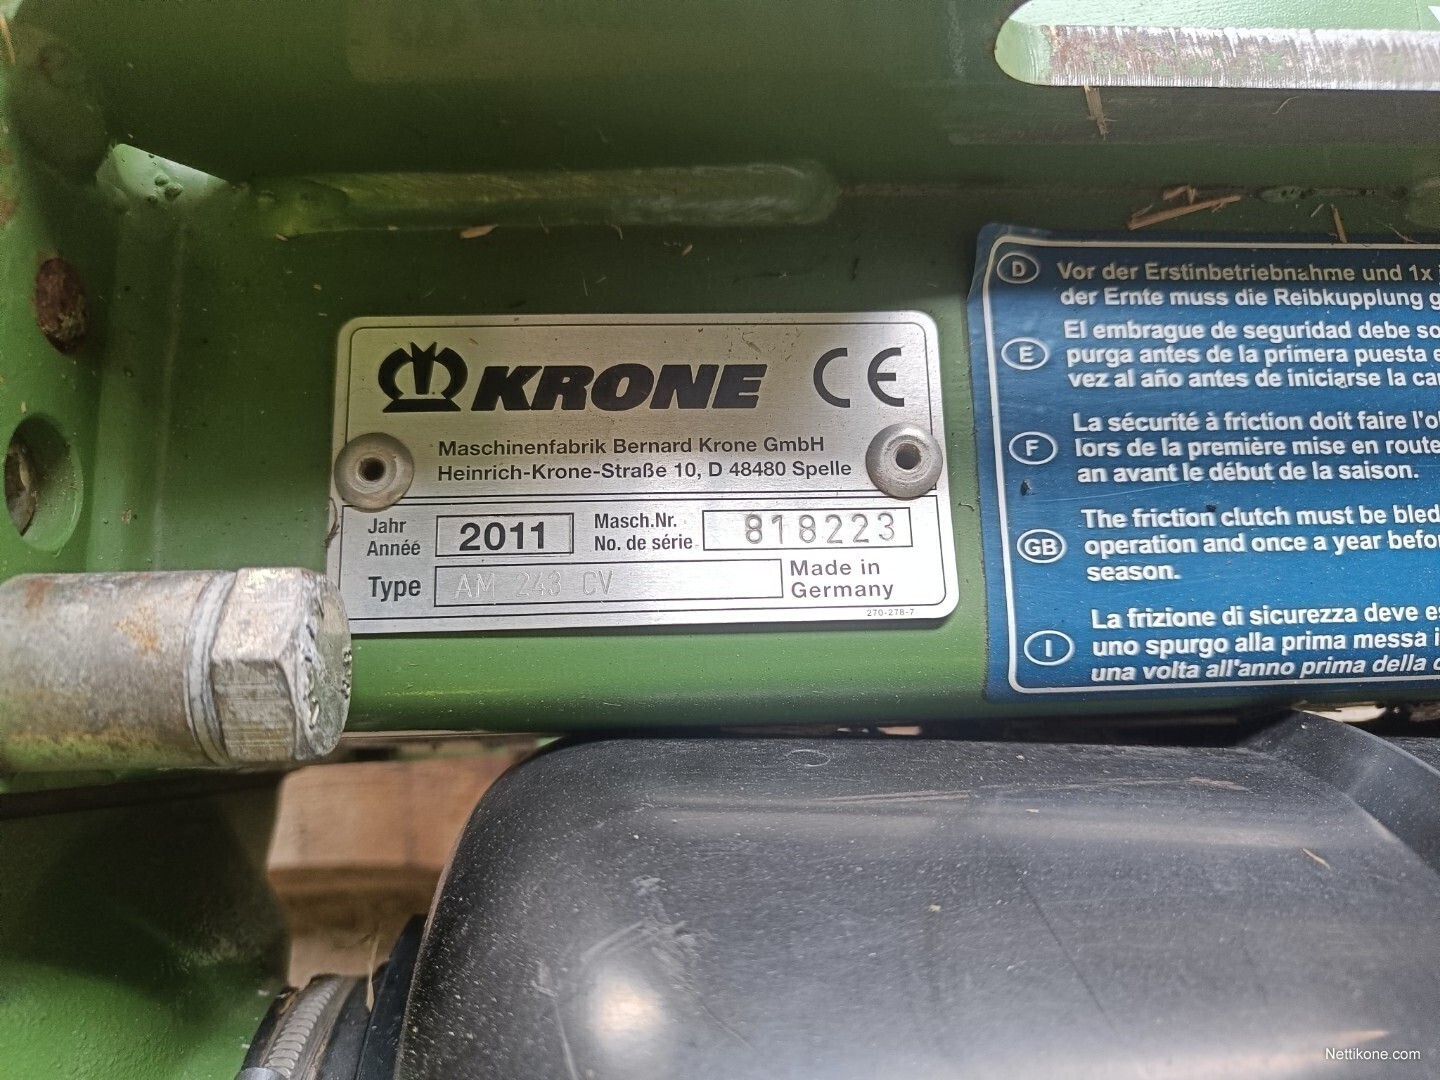 KRONE CE
Maschinenfabrik Bernard Krone GmbH
Heinrich-Krone-Straße 10, D 48480 Spelle
Jahr
Annéé
2011
Masch.Nr.
No. de série
818223
Type
AM 243 CV
Made in
Germany
270-278-7
D
Vor der Erstinbetriebnahme und 1x
der Ernte muss die Reibkupplung g
E
El embrague de seguridad debe so
purga antes de la primera puesta e
vez al año antes de iniciarse la ca
F
La sécurité à friction doit faire l'o
lors de la première mise en route
an avant le début de la saison.
GB
The friction clutch must be bled
operation and once a year befo
season.
I
La frizione di sicurezza deve es
uno spurgo alla prima messa i
una volta all'anno prima della
Nettikone.com